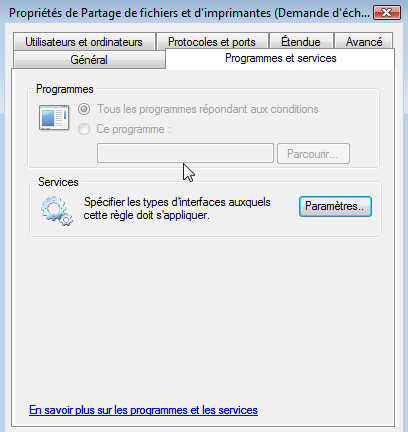 Propriétés de Partage de fichiers et d'imprimantes (Demande d'éch...
Utilisateurs et ordinateurs
Protocoles et ports
Étendue
Avancé
Général
Programmes et services
Programmes
Tous les programmes répondant aux conditions
Ce programme :
Parcourir...
Services
Spécifier les types d'interfaces auxquels
cette règle doit s'appliquer.
Paramètres..
En savoir plus sur les programmes et les services